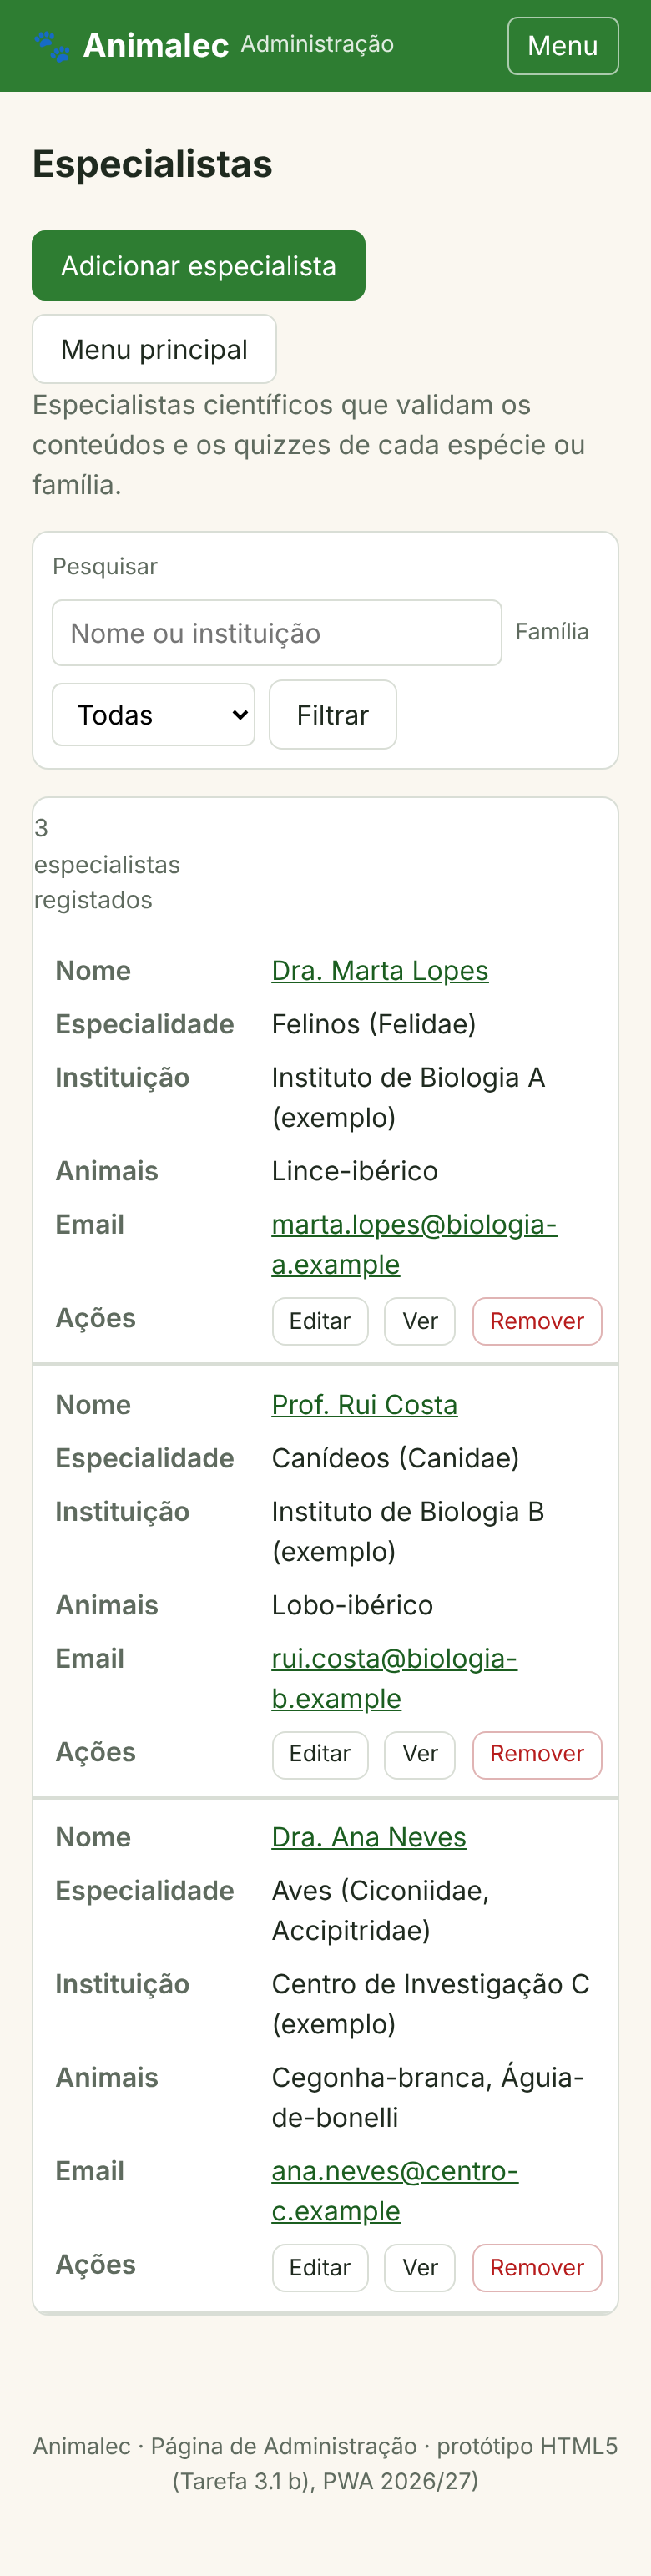 🐾 Animalec Administração Menu
Especialistas
Adicionar especialista
Menu principal
Especialistas científicos que validam os
conteúdos e os quizzes de cada espécie ou
família.
Pesquisar
Nome ou instituição Família
Todas Filtrar
3
especialistas
registados
Nome Dra. Marta Lopes
Especialidade Felinos (Felidae)
Instituição Instituto de Biologia A
(exemplo)
Animais Lince-ibérico
Email marta.lopes@biologia-
a.example
Ações Editar Ver Remover
Nome Prof. Rui Costa
Especialidade Canídeos (Canidae)
Instituição Instituto de Biologia B
(exemplo)
Animais Lobo-ibérico
Email rui.costa@biologia-
b.example
Ações Editar Ver Remover
Nome Dra. Ana Neves
Especialidade Aves (Ciconiidae,
Accipitridae)
Instituição Centro de Investigação C
(exemplo)
Animais Cegonha-branca, Águia-
de-bonelli
Email ana.neves@centro-
c.example
Ações Editar Ver Remover
Animalec · Página de Administração · protótipo HTML5
(Tarefa 3.1 b), PWA 2026/27)